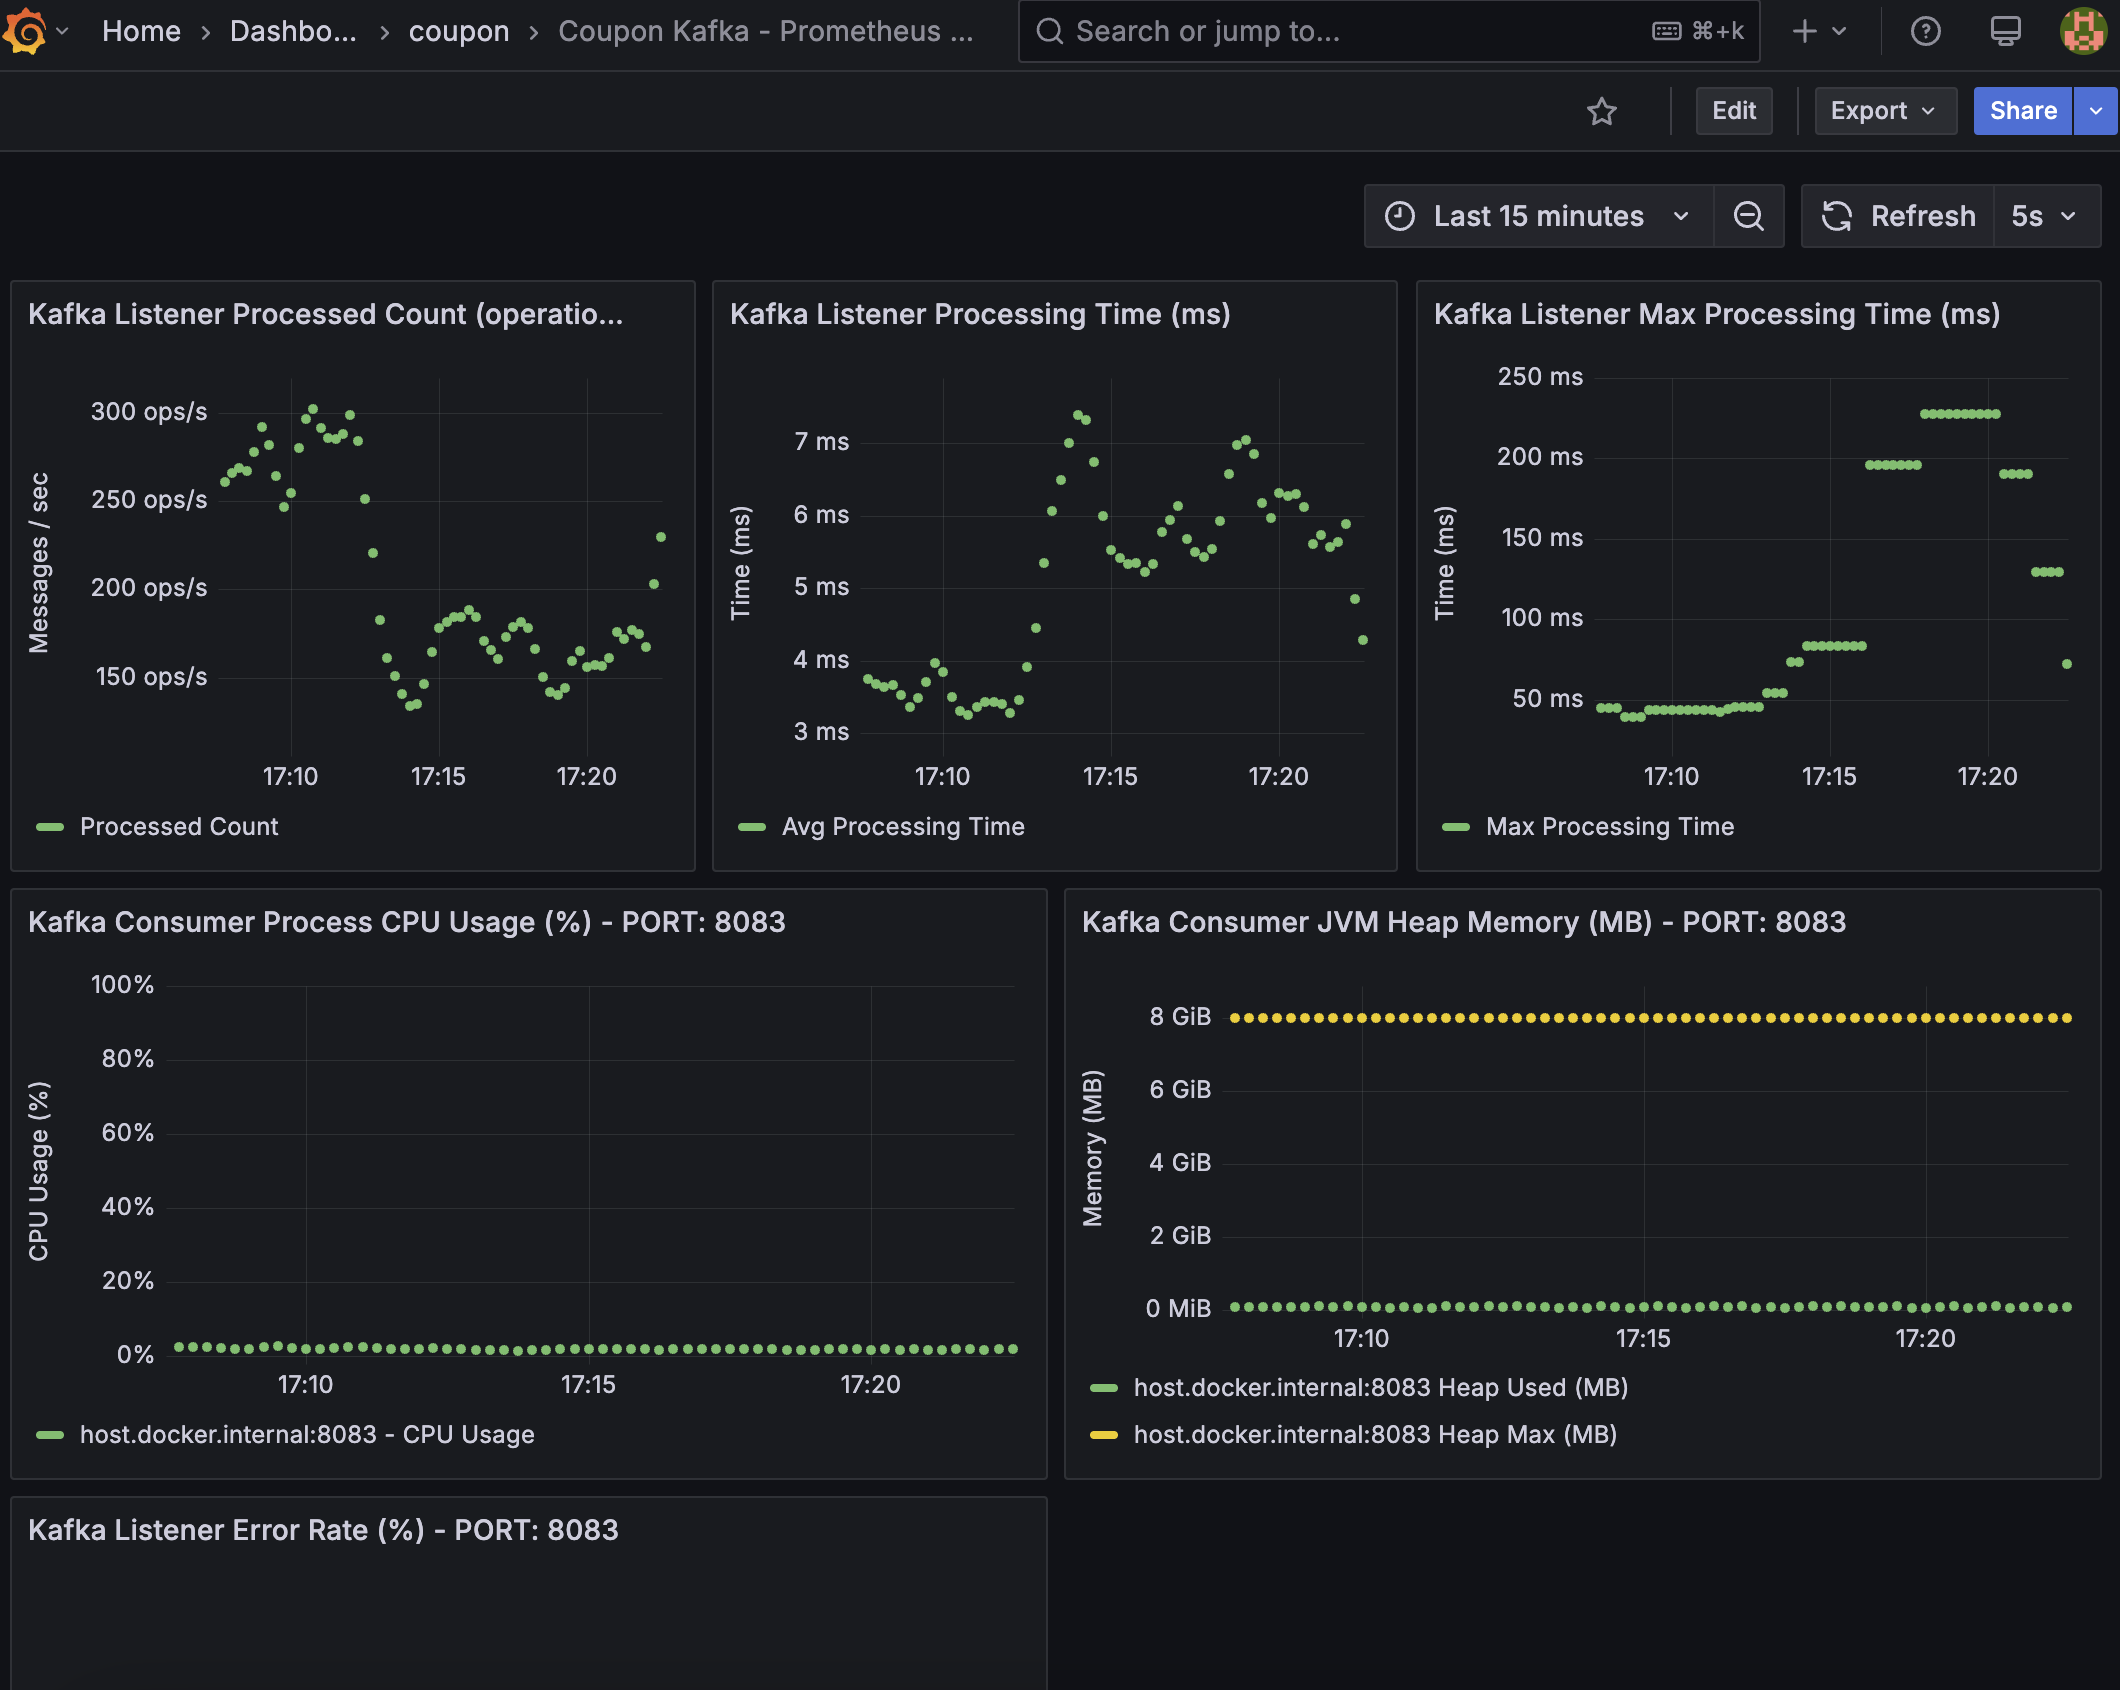 Home › Dashbo... › coupon › Coupon Kafka - Prometheus ...
Search or jump to...
⌘+k
Edit
Export
Share
Last 15 minutes
Refresh
5s
Kafka Listener Processed Count (operatio...
Messages / sec
300 ops/s
250 ops/s
200 ops/s
150 ops/s
17:10 17:15 17:20
Processed Count
Kafka Listener Processing Time (ms)
Time (ms)
7 ms
6 ms
5 ms
4 ms
3 ms
17:10 17:15 17:20
Avg Processing Time
Kafka Listener Max Processing Time (ms)
Time (ms)
250 ms
200 ms
150 ms
100 ms
50 ms
17:10 17:15 17:20
Max Processing Time
Kafka Consumer Process CPU Usage (%) - PORT: 8083
CPU Usage (%)
100%
80%
60%
40%
20%
0%
17:10 17:15 17:20
host.docker.internal:8083 - CPU Usage
Kafka Consumer JVM Heap Memory (MB) - PORT: 8083
Memory (MB)
8 GiB
6 GiB
4 GiB
2 GiB
0 MiB
17:10 17:15 17:20
host.docker.internal:8083 Heap Used (MB)
host.docker.internal:8083 Heap Max (MB)
Kafka Listener Error Rate (%) - PORT: 8083